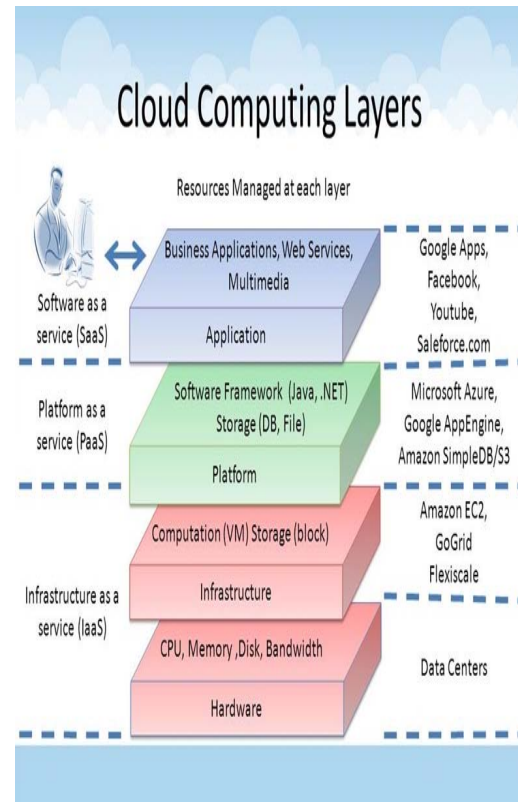 Cloud Computing Layers
Resources Managed at each layer
Business Applications, Web Services,
Multimedia
Application
Software as a
service (SaaS)
Google Apps,
Facebook,
Youtube,
Saleforce.com
Software Framework (Java, .NET)
Storage (DB, File)
Platform
Platform as a
service (PaaS)
Microsoft Azure,
Google AppEngine,
Amazon SimpleDB/S3
Computation (VM) Storage (block)
Infrastructure
Amazon EC2,
GoGrid
Flexiscale
Infrastructure as a
service (IaaS)
CPU, Memory ,Disk, Bandwidth
Hardware
Data Centers